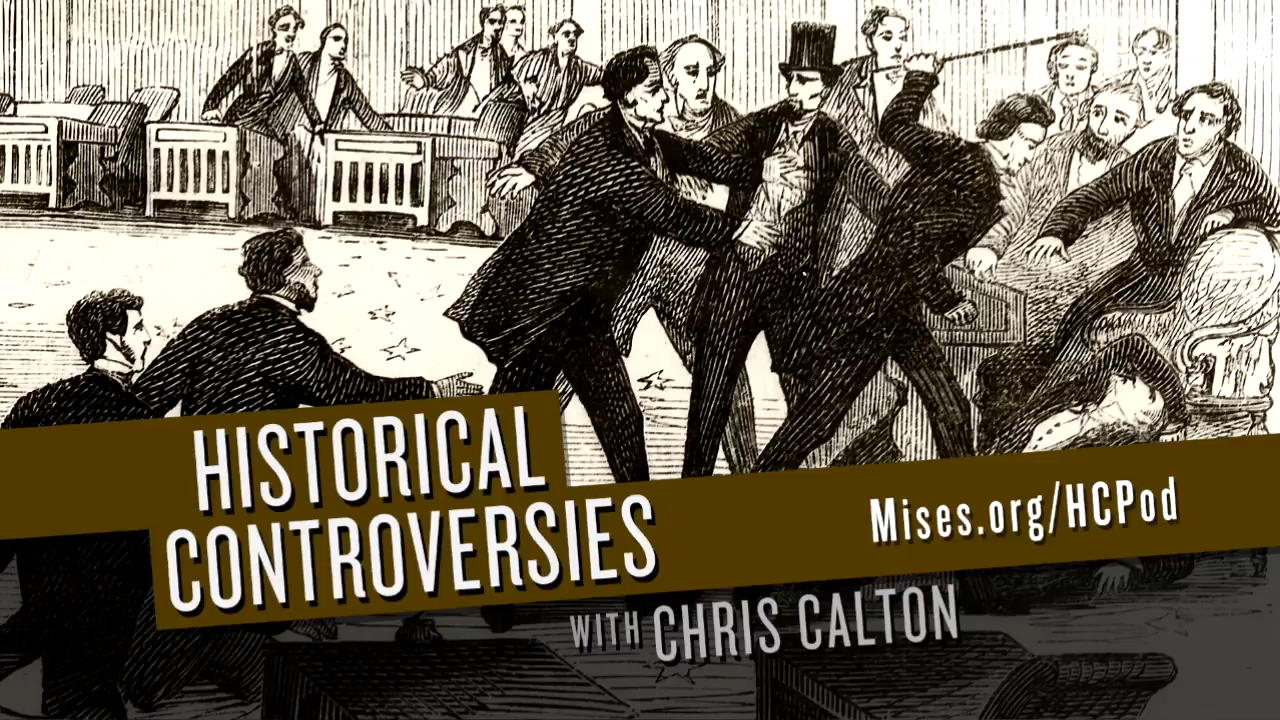 HISTORICAL
CONTROVERSIES
Mises.org/HCPod
WITH CHRIS CALTON